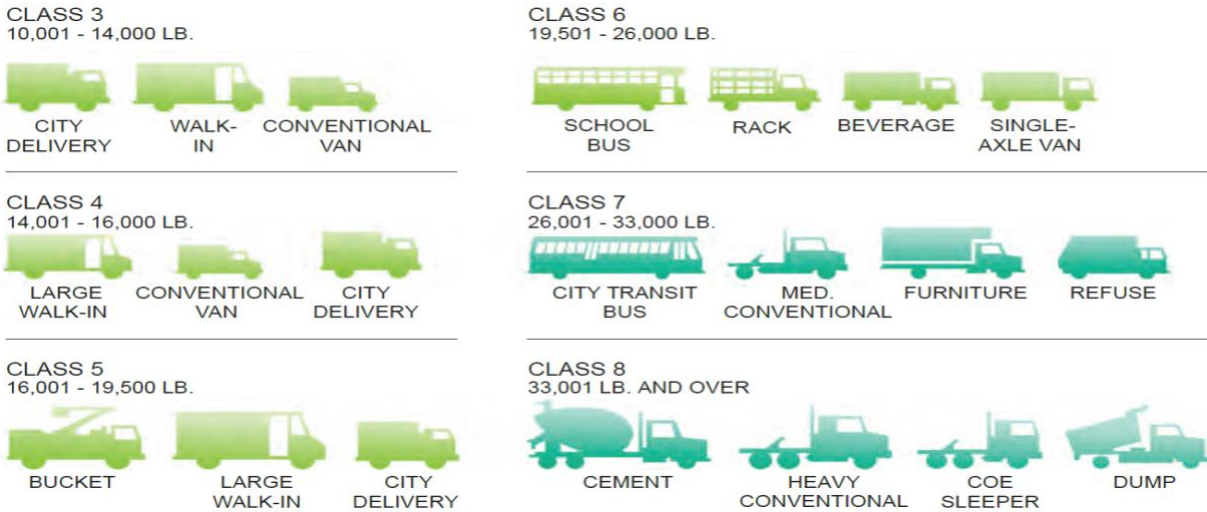 CLASS 3
10,001 - 14,000 LB.
CITY
DELIVERY
WALK-
IN
CONVENTIONAL
VAN
CLASS 4
14,001 - 16,000 LB.
LARGE
WALK-IN
CONVENTIONAL
VAN
CITY
DELIVERY
CLASS 5
16,001 - 19,500 LB.
BUCKET
LARGE
WALK-IN
CITY
DELIVERY
CLASS 6
19,501 - 26,000 LB.
SCHOOL
BUS
RACK
BEVERAGE
SINGLE-
AXLE VAN
CLASS 7
26,001 - 33,000 LB.
CITY TRANSIT
BUS
MED.
CONVENTIONAL
FURNITURE
REFUSE
CLASS 8
33,001 LB. AND OVER
CEMENT
HEAVY
CONVENTIONAL
COE
SLEEPER
DUMP